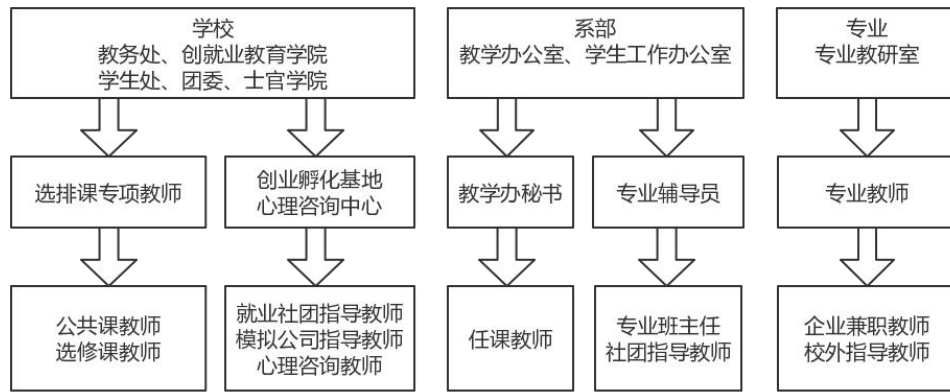 学校
教务处、创就业教育学院
学生处、团委、士官学院
系部
教学办公室、学生工作办公室
专业
专业教研室
选排课专项教师
创业孵化基地
心理咨询中心
教学办秘书
专业辅导员
专业教师
公共课教师
选修课教师
就业社团指导教师
模拟公司指导教师
心理咨询教师
任课教师
专业班主任
社团指导教师
企业兼职教师
校外指导教师